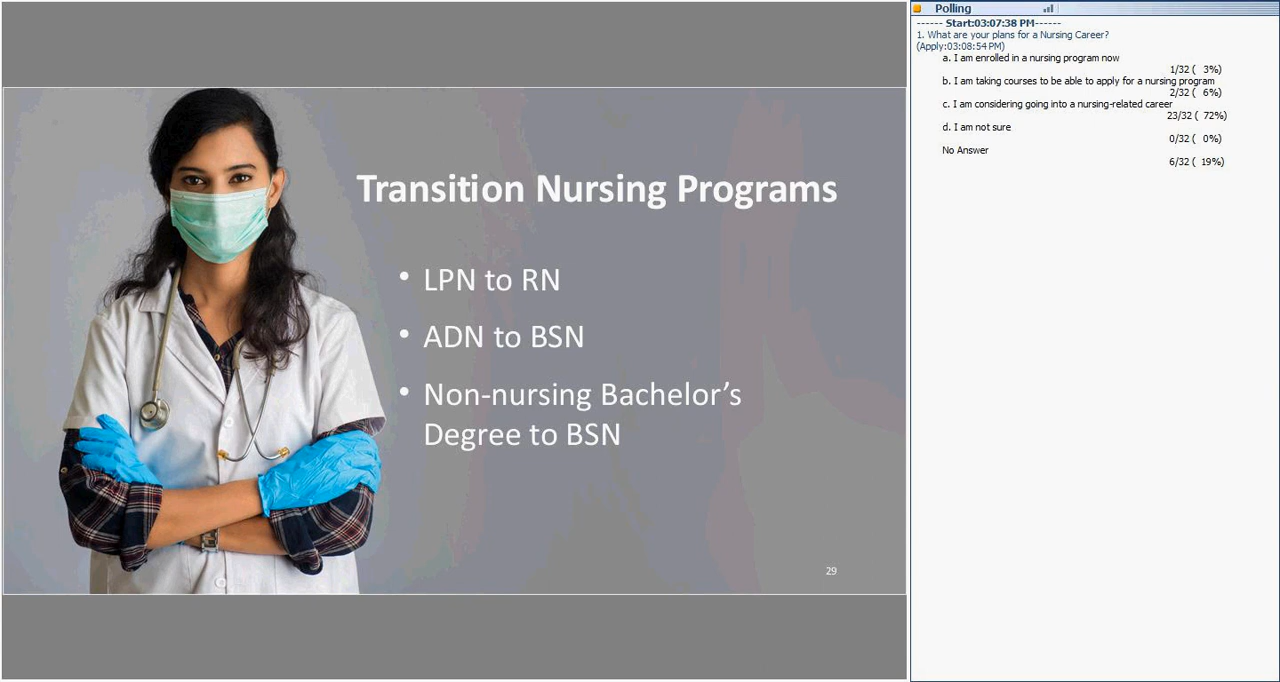 Transition Nursing Programs
• LPN to RN
• ADN to BSN
• Non-nursing Bachelor’s
Degree to BSN
29
Polling
------ Start:03:07:38 PM------
1. What are your plans for a Nursing Career?
(Apply:03:08:54 PM)
a. I am enrolled in a nursing program now
1/32 ( 3%)
b. I am taking courses to be able to apply for a nursing program
2/32 ( 6%)
c. I am considering going into a nursing-related career
23/32 ( 72%)
d. I am not sure
0/32 ( 0%)
No Answer
6/32 ( 19%)